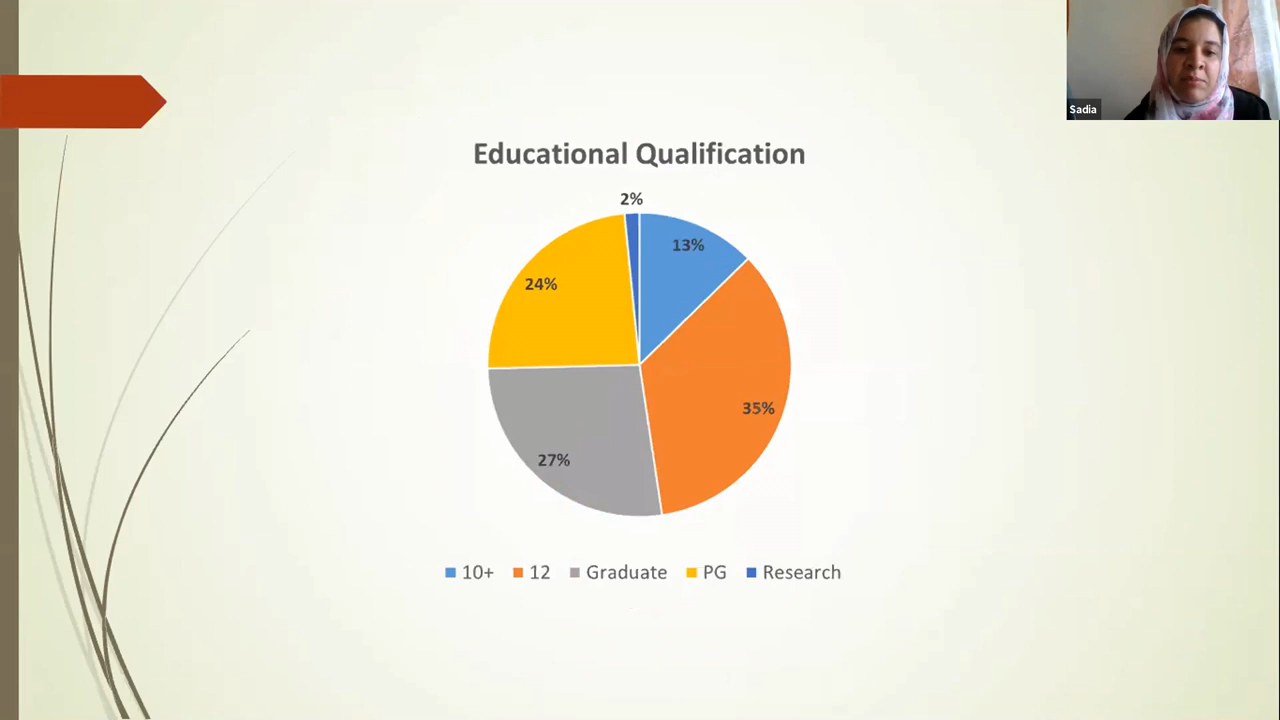 Sadia
Educational Qualification
2%
13%
24%
35%
27%
10+ 12 Graduate PG Research